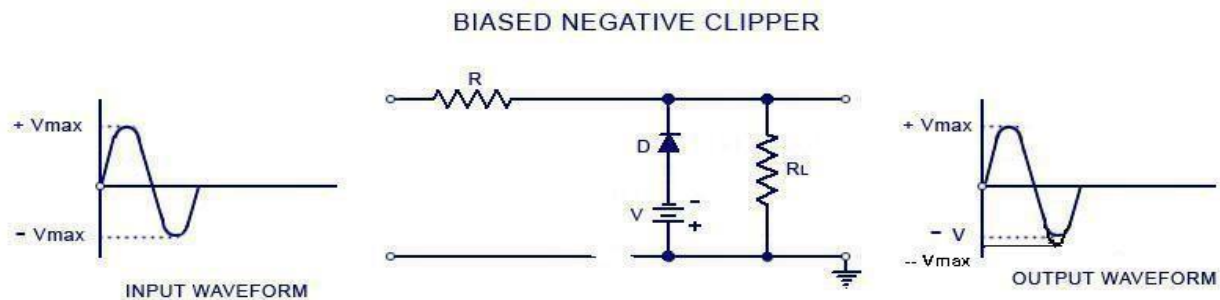 BIASED NEGATIVE CLIPPER
+ Vmax
- Vmax
INPUT WAVEFORM
R
D
V
-
+
RL
+ Vmax
- V
-- Vmax
OUTPUT WAVEFORM